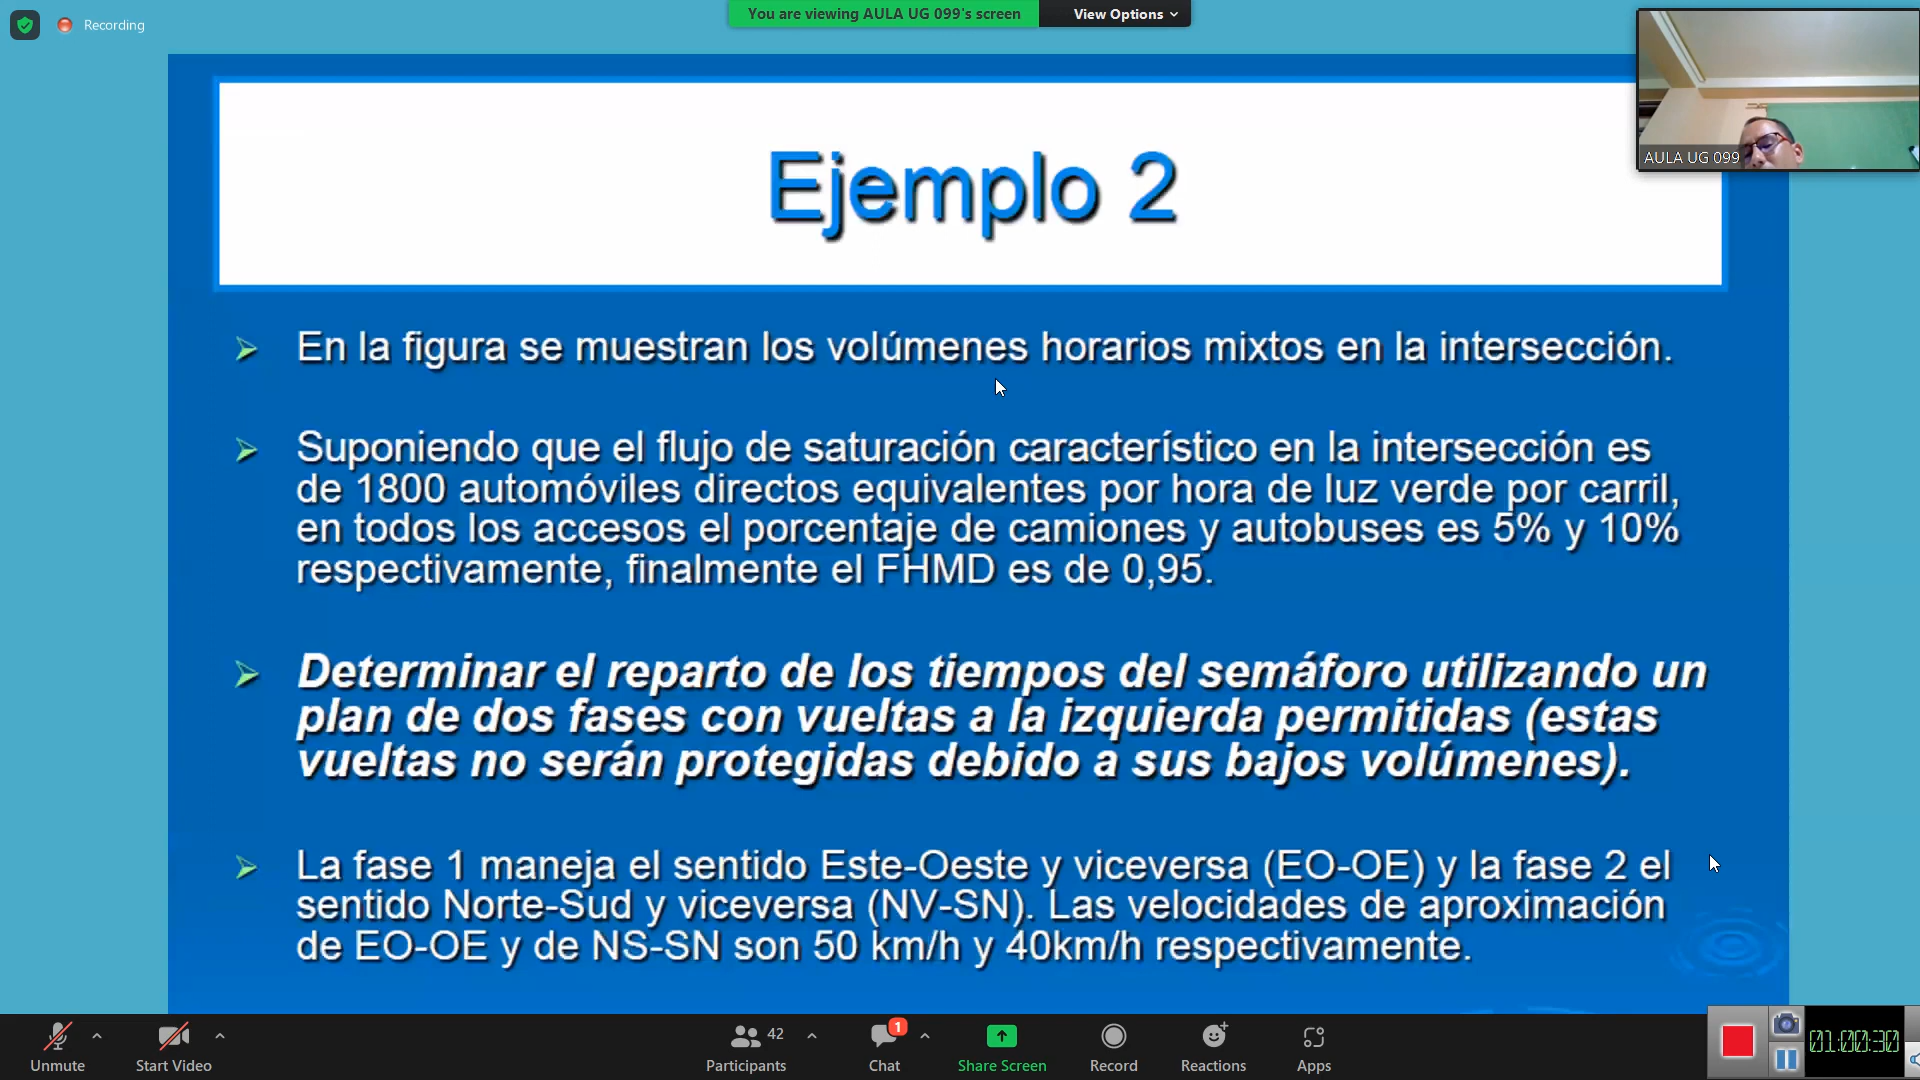 Recording
You are viewing AULA UG 099's screen
View Options
AULA UG 099
Ejemplo 2
En la figura se muestran los volúmenes horarios mixtos en la intersección.
Suponiendo que el flujo de saturación característico en la intersección es
de 1800 automóviles directos equivalentes por hora de luz verde por carril,
en todos los accesos el porcentaje de camiones y autobuses es 5% y 10%
respectivamente, finalmente el FHMD es de 0,95.
Determinar el reparto de los tiempos del semáforo utilizando un
plan de dos fases con vueltas a la izquierda permitidas (estas
vueltas no serán protegidas debido a sus bajos volúmenes).
La fase 1 maneja el sentido Este-Oeste y viceversa (EO-OE) y la fase 2 el
sentido Norte-Sud y viceversa (NV-SN). Las velocidades de aproximación
de EO-OE y de NS-SN son 50 km/h y 40km/h respectivamente.
Unmute
Start Video
42
Participants
1
Chat
Share Screen
Record
Reactions
Apps
01:00:30